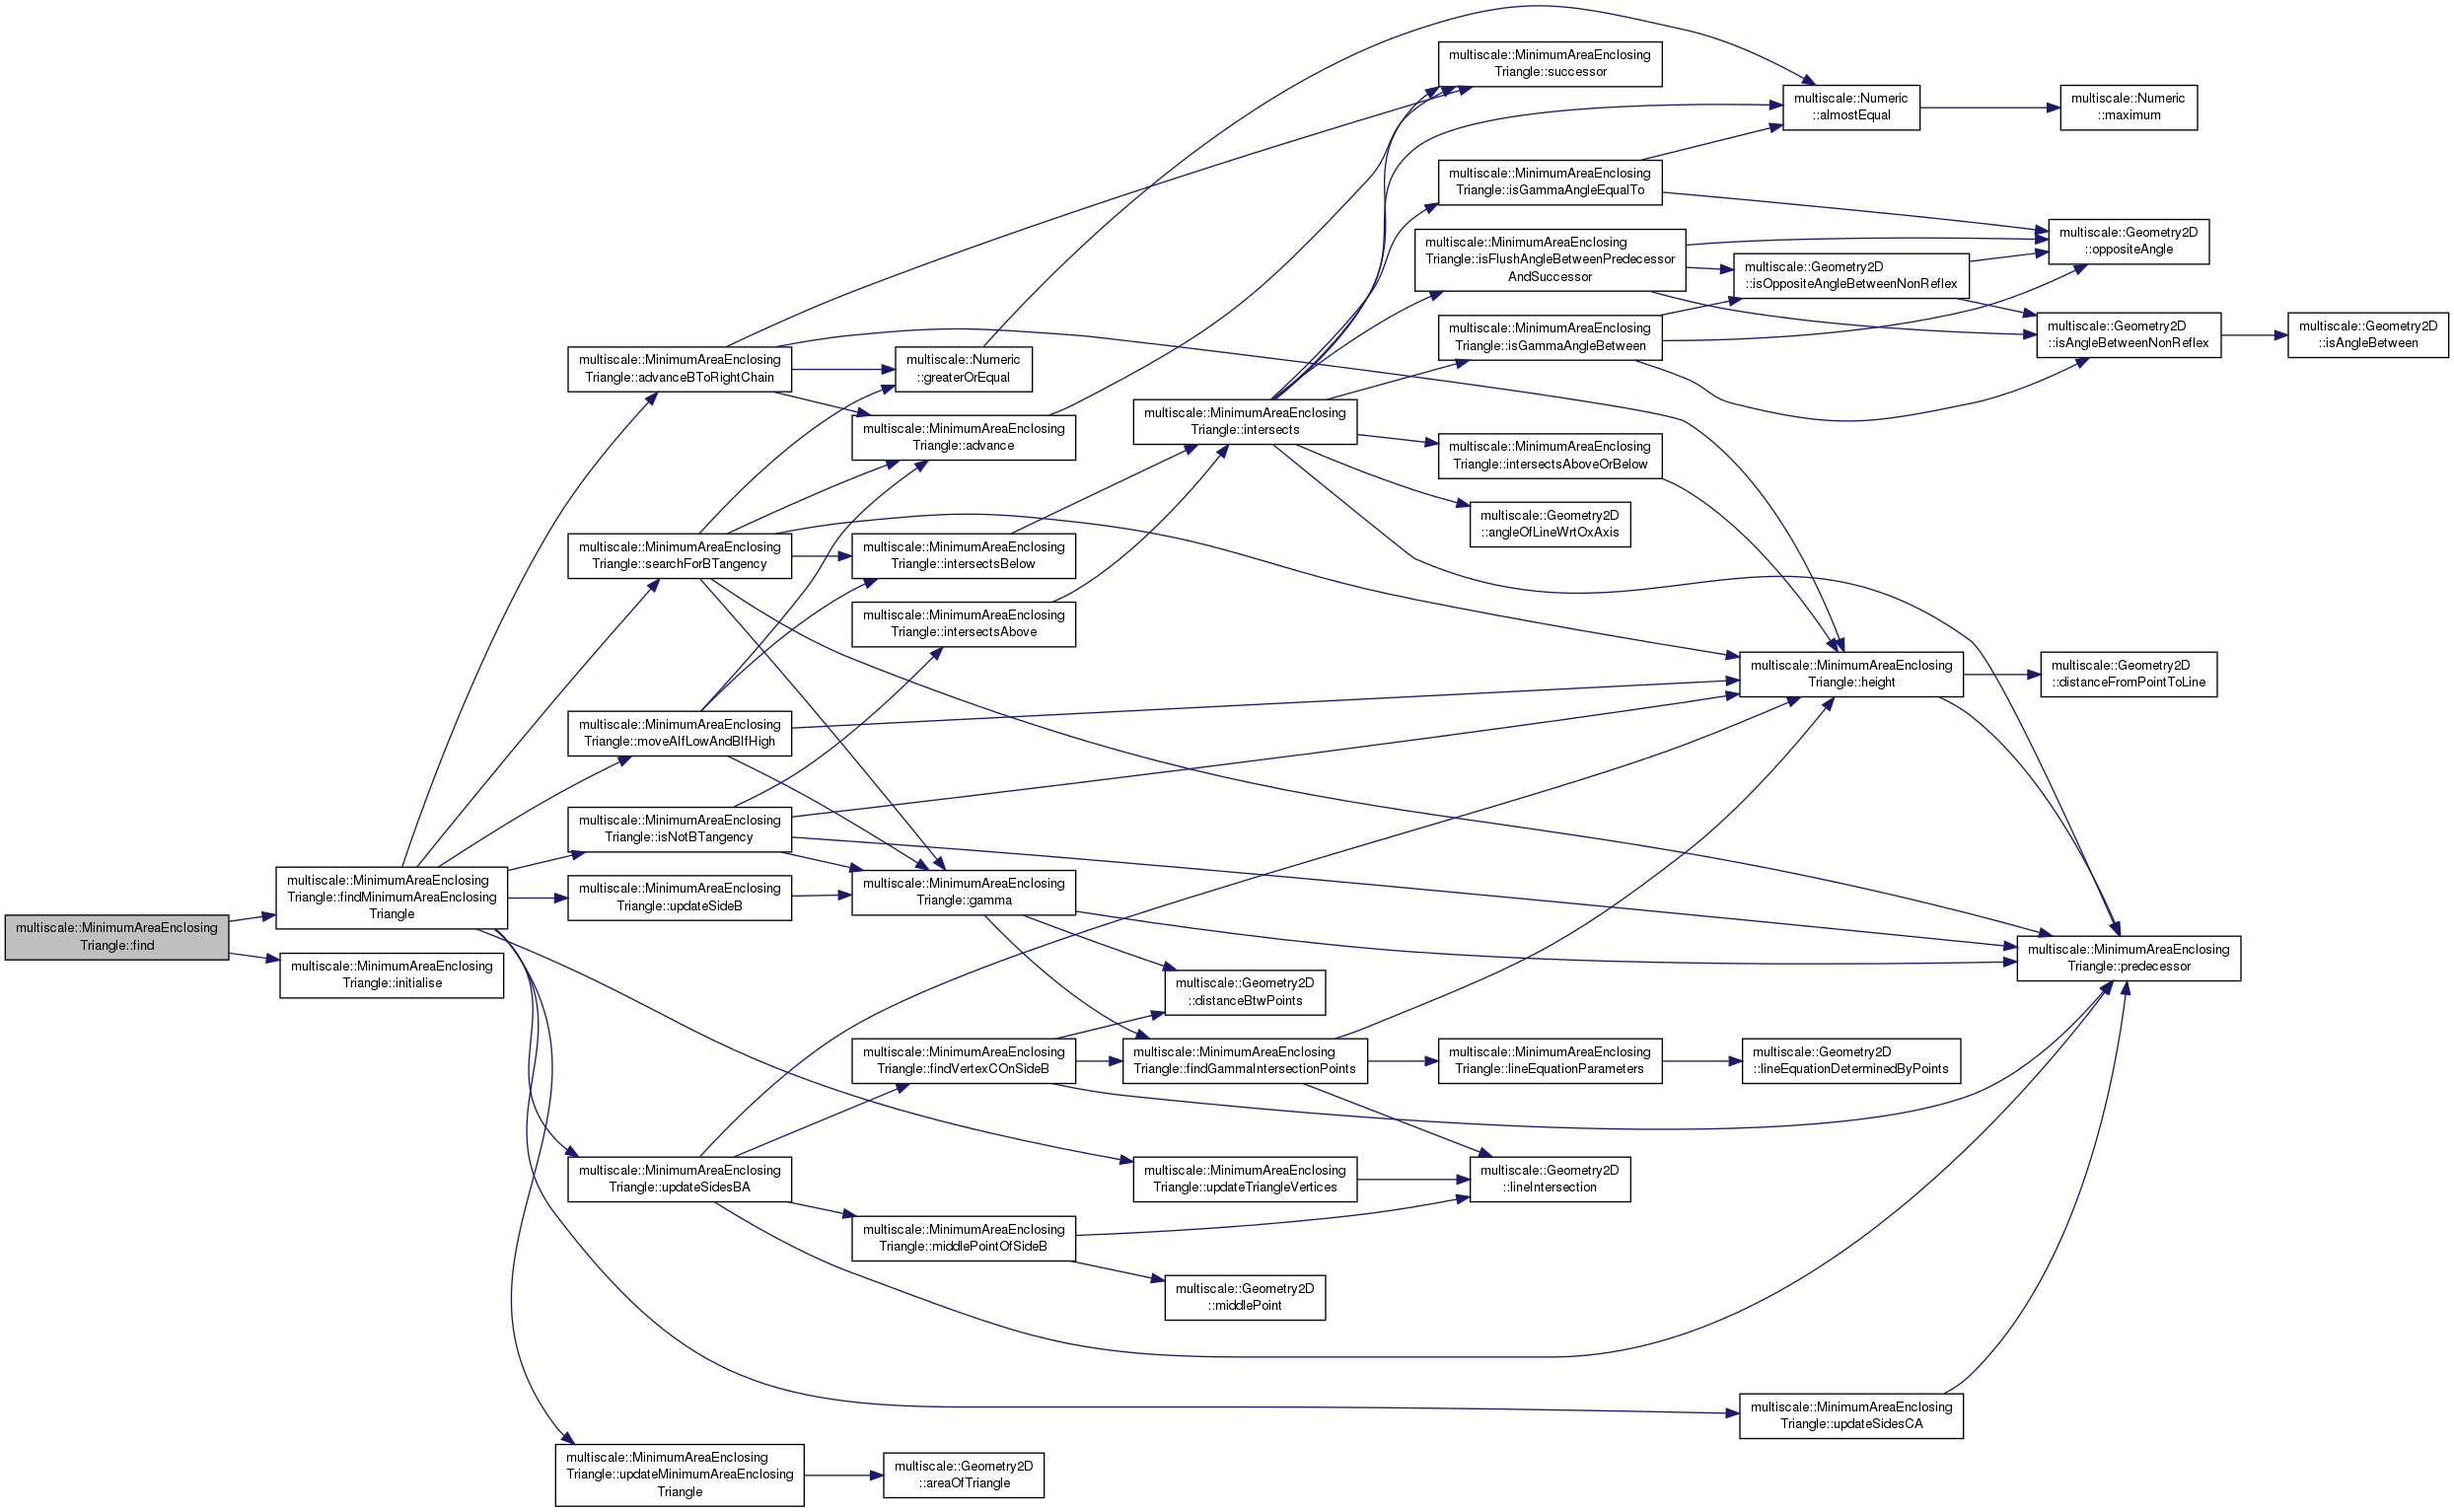 multiscale::MinimumAreaEnclosing
Triangle::find
multiscale::MinimumAreaEnclosing
Triangle::findMinimumAreaEnclosing
Triangle
multiscale::MinimumAreaEnclosing
Triangle::initialise
multiscale::MinimumAreaEnclosing
Triangle::advanceBToRightChain
multiscale::MinimumAreaEnclosing
Triangle::searchForBTangency
multiscale::MinimumAreaEnclosing
Triangle::moveAIfLowAndBIfHigh
multiscale::MinimumAreaEnclosing
Triangle::isNotBTangency
multiscale::MinimumAreaEnclosing
Triangle::updateSideB
multiscale::MinimumAreaEnclosing
Triangle::updateSidesBA
multiscale::MinimumAreaEnclosing
Triangle::updateMinimumAreaEnclosing
Triangle
multiscale::Numeric
::greaterOrEqual
multiscale::MinimumAreaEnclosing
Triangle::advance
multiscale::MinimumAreaEnclosing
Triangle::intersectsBelow
multiscale::MinimumAreaEnclosing
Triangle::intersectsAbove
multiscale::MinimumAreaEnclosing
Triangle::gamma
multiscale::MinimumAreaEnclosing
Triangle::findVertexCOnSideB
multiscale::MinimumAreaEnclosing
Triangle::middlePointOfSideB
multiscale::Geometry2D
::areaOfTriangle
multiscale::MinimumAreaEnclosing
Triangle::intersects
multiscale::Geometry2D
::distanceBtwPoints
multiscale::MinimumAreaEnclosing
Triangle::findGammaIntersectionPoints
multiscale::MinimumAreaEnclosing
Triangle::updateTriangleVertices
multiscale::Geometry2D
::middlePoint
multiscale::MinimumAreaEnclosing
Triangle::successor
multiscale::MinimumAreaEnclosing
Triangle::isGammaAngleEqualTo
multiscale::MinimumAreaEnclosing
Triangle::isFlushAngleBetweenPredecessor
AndSuccessor
multiscale::MinimumAreaEnclosing
Triangle::isGammaAngleBetween
multiscale::MinimumAreaEnclosing
Triangle::intersectsAboveOrBelow
multiscale::Geometry2D
::angleOfLineWrtOxAxis
multiscale::MinimumAreaEnclosing
Triangle::lineEquationParameters
multiscale::Geometry2D
::lineIntersection
multiscale::Numeric
::almostEqual
multiscale::Geometry2D
::isOppositeAngleBetweenNonReflex
multiscale::MinimumAreaEnclosing
Triangle::height
multiscale::Geometry2D
::lineEquationDeterminedByPoints
multiscale::MinimumAreaEnclosing
Triangle::updateSidesCA
multiscale::Numeric
::maximum
multiscale::Geometry2D
::oppositeAngle
multiscale::Geometry2D
::isAngleBetweenNonReflex
multiscale::Geometry2D
::distanceFromPointToLine
multiscale::MinimumAreaEnclosing
Triangle::predecessor
multiscale::Geometry2D
::isAngleBetween